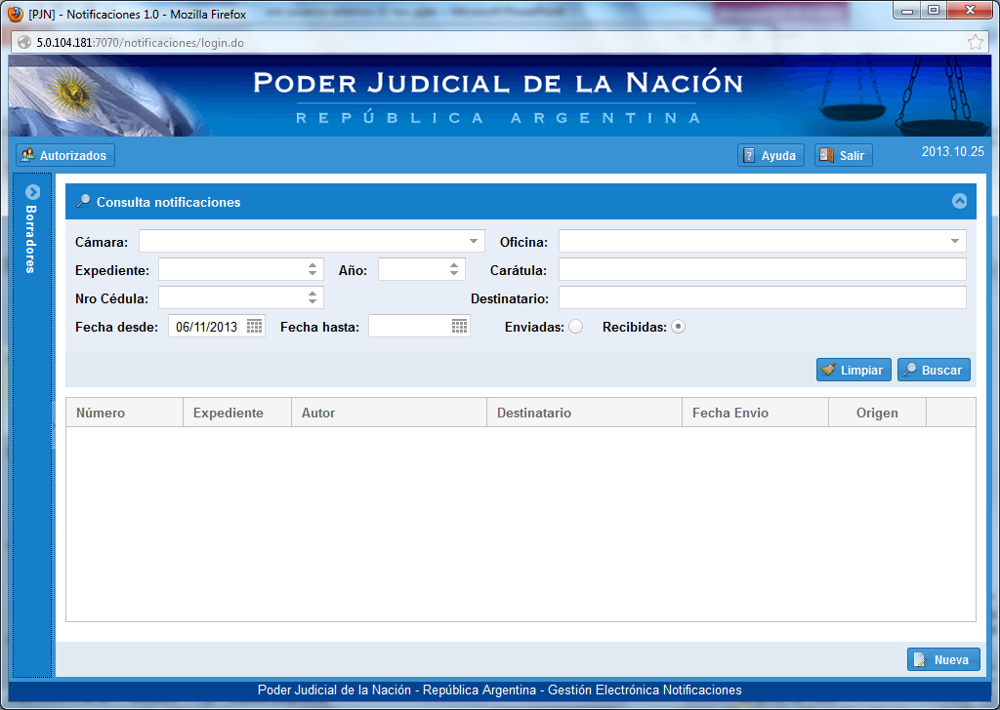 [PJN] - Notificaciones 1.0 - Mozilla Firefox
5.0.104.181:7070/notificaciones/login.do
PODER JUDICIAL DE LA NACIÓN
REPÚBLICA ARGENTINA
Autorizados
Ayuda
Salir
2013.10.25
Borradores
Consulta notificaciones
Cámara:
Oficina:
Expediente:
Año:
Carátula:
Nro Cédula:
Destinatario:
Fecha desde: 06/11/2013
Fecha hasta:
Enviadas:
Recibidas:
Limpiar
Buscar
Número
Expediente
Autor
Destinatario
Fecha Envio
Origen
Nueva
Poder Judicial de la Nación - República Argentina - Gestión Electrónica Notificaciones